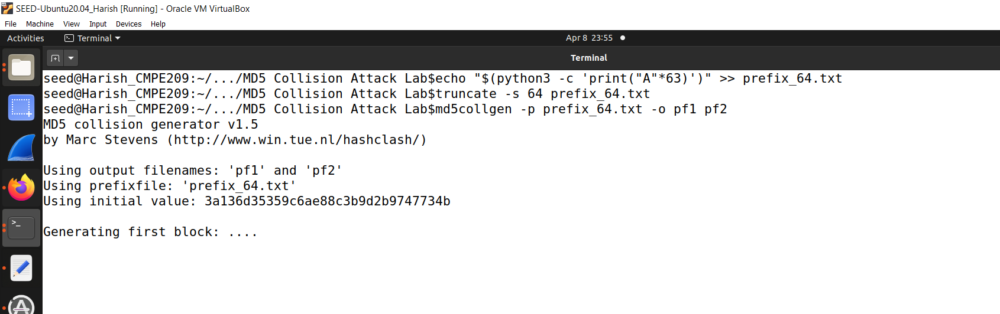 SEED-Ubuntu20.04_Harish [Running] - Oracle VM VirtualBox
File Machine View Input Devices Help
Activities Terminal Apr 8 23:55
Terminal
seed@Harish_CMPE209:~/.../MD5 Collision Attack Lab$echo "$(python3 -c 'print("A"*63)')" >> prefix_64.txt
seed@Harish_CMPE209:~/.../MD5 Collision Attack Lab$truncate -s 64 prefix_64.txt
seed@Harish_CMPE209:~/.../MD5 Collision Attack Lab$md5collgen -p prefix_64.txt -o pf1 pf2
MD5 collision generator v1.5
by Marc Stevens (http://www.win.tue.nl/hashclash/)
Using output filenames: 'pf1' and 'pf2'
Using prefixfile: 'prefix_64.txt'
Using initial value: 3a136d35359c6ae88c3b9d2b9747734b
Generating first block: ....